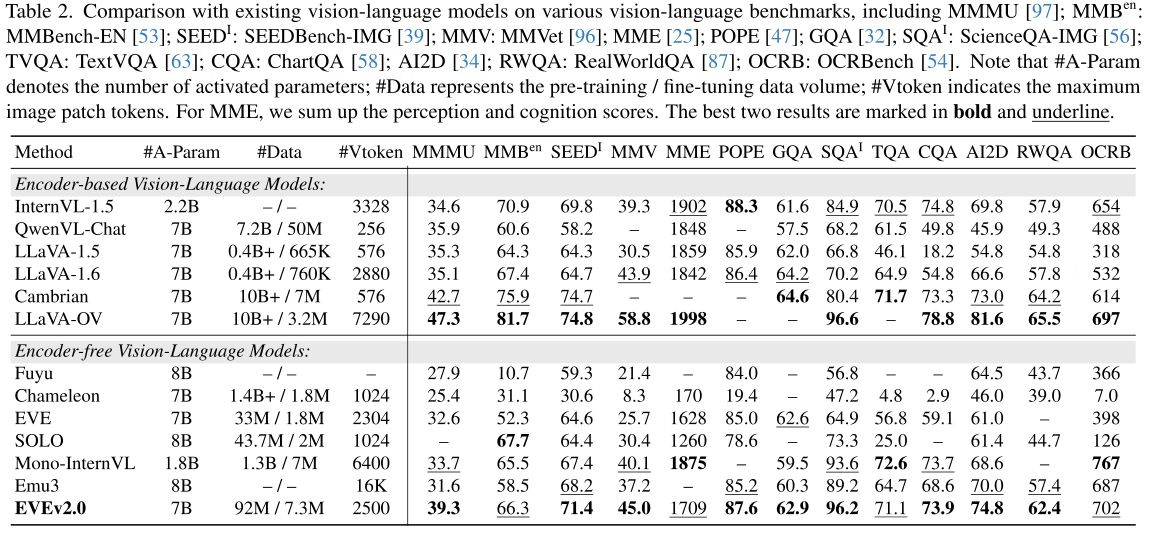 Table 2. Comparison with existing vision-language models on various vision-language benchmarks, including MMMU [97]; MMBᵉⁿ:
MMBench-EN [53]; SEEDᴵ: SEEDBench-IMG [39]; MMV: MMVet [96]; MME [25]; POPE [47]; GQA [32]; SQAᴵ: ScienceQA-IMG [56];
TVQA: TextVQA [63]; CQA: ChartQA [58]; AI2D [34]; RWQA: RealWorldQA [87]; OCRB: OCRBench [54]. Note that #A-Param
denotes the number of activated parameters; #Data represents the pre-training / fine-tuning data volume; #Vtoken indicates the maximum
image patch tokens. For MME, we sum up the perception and cognition scores. The best two results are marked in bold and underline.
Method #A-Param #Data #Vtoken MMMU MMBᵉⁿ SEEDᴵ MMV MME POPE GQA SQAᴵ TQA CQA AI2D RWQA OCRB
Encoder-based Vision-Language Models:
InternVL-1.5 2.2B – / – 3328 34.6 70.9 69.8 39.3 1902 88.3 61.6 84.9 70.5 74.8 69.8 57.9 654
QwenVL-Chat 7B 7.2B / 50M 256 35.9 60.6 58.2 – 1848 – 57.5 68.2 61.5 49.8 45.9 49.3 488
LLaVA-1.5 7B 0.4B+ / 665K 576 35.3 64.3 64.3 30.5 1859 85.9 62.0 66.8 46.1 18.2 54.8 54.8 318
LLaVA-1.6 7B 0.4B+ / 760K 2880 35.1 67.4 64.7 43.9 1842 86.4 64.2 70.2 64.9 54.8 66.6 57.8 532
Cambrian 7B 10B+ / 7M 576 42.7 75.9 74.7 – – – 64.6 80.4 71.7 73.3 73.0 64.2 614
LLaVA-OV 7B 10B+ / 3.2M 7290 47.3 81.7 74.8 58.8 1998 – – 96.6 – 78.8 81.6 65.5 697
Encoder-free Vision-Language Models:
Fuyu 8B – / – – 27.9 10.7 59.3 21.4 – 84.0 – 56.8 – – 64.5 43.7 366
Chameleon 7B 1.4B+ / 1.8M 1024 25.4 31.1 30.6 8.3 170 19.4 – 47.2 4.8 2.9 46.0 39.0 7.0
EVE 7B 33M / 1.8M 2304 32.6 52.3 64.6 25.7 1628 85.0 62.6 64.9 56.8 59.1 61.0 – 398
SOLO 8B 43.7M / 2M 1024 – 67.7 64.4 30.4 1260 78.6 – 73.3 25.0 – 61.4 44.7 126
Mono-InternVL 1.8B 1.3B / 7M 6400 33.7 65.5 67.4 40.1 1875 – 59.5 93.6 72.6 73.7 68.6 – 767
Emu3 8B – / – 16K 31.6 58.5 68.2 37.2 – 85.2 60.3 89.2 64.7 68.6 70.0 57.4 687
EVEv2.0 7B 92M / 7.3M 2500 39.3 66.3 71.4 45.0 1709 87.6 62.9 96.2 71.1 73.9 74.8 62.4 702